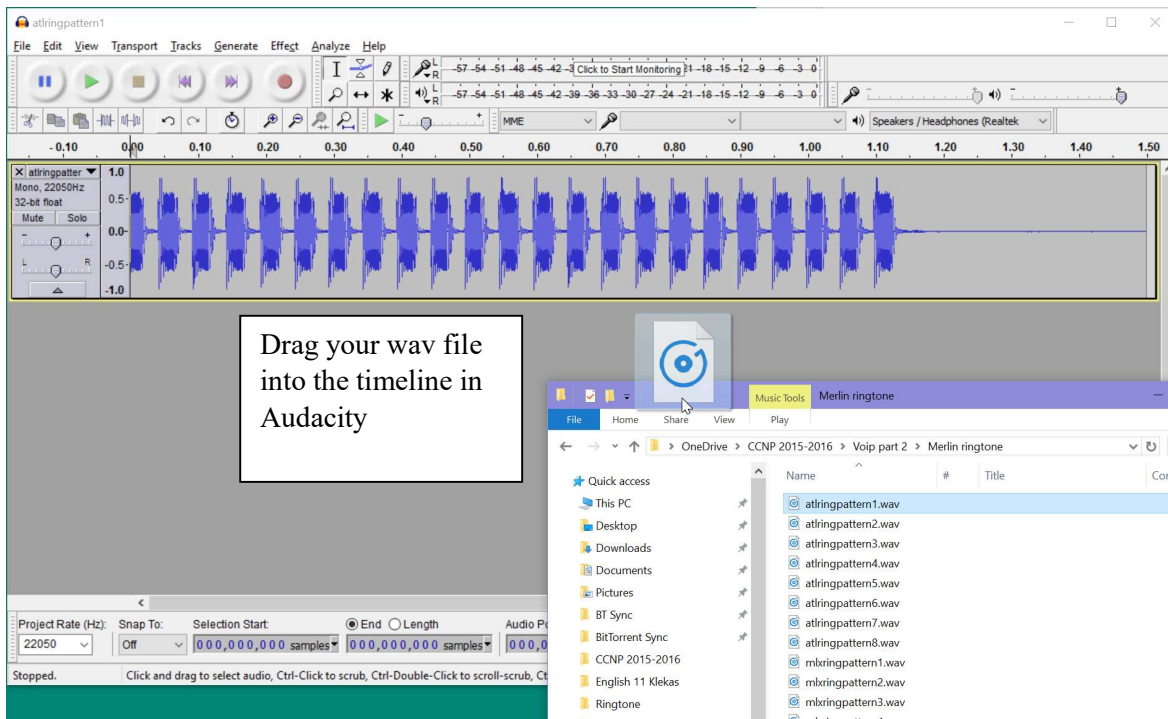 atlringpattern1
File Edit View Transport Tracks Generate Effect Analyze Help
L
R
-57 -54 -51 -48 -45 -42 -3 Click to Start Monitoring 21 -18 -15 -12 -9 -6 -3 0
L
R
-57 -54 -51 -48 -45 -42 -39 -36 -33 -30 -27 -24 -21 -18 -15 -12 -9 -6 -3 0
MME
Speakers / Headphones (Realtek
-0.10 0.00 0.10 0.20 0.30 0.40 0.50 0.60 0.70 0.80 0.90 1.00 1.10 1.20 1.30 1.40 1.50
atlringpatter
Mono, 22050Hz
32-bit float
Mute Solo
- +
L R
1.0
0.5
0.0
-0.5
-1.0
Drag your wav file
into the timeline in
Audacity
Music Tools Merlin ringtone
File Home Share View Play
OneDrive > CCNP 2015-2016 > Voip part 2 > Merlin ringtone
Quick access
This PC
Desktop
Downloads
Documents
Pictures
BT Sync
BitTorrent Sync
CCNP 2015-2016
English 11 Klekas
Ringtone
Name # Title Cor
atlringpattern1.wav
atlringpattern2.wav
atlringpattern3.wav
atlringpattern4.wav
atlringpattern5.wav
atlringpattern6.wav
atlringpattern7.wav
atlringpattern8.wav
mlxringpattern1.wav
mlxringpattern2.wav
mlxringpattern3.wav
Project Rate (Hz): Snap To: Selection Start: End Length Audio Po
22050 Off 000,000,000 samples 000,000,000 samples 000,0
Stopped. Click and drag to select audio, Ctrl-Click to scrub, Ctrl-Double-Click to scroll-scrub, Ct